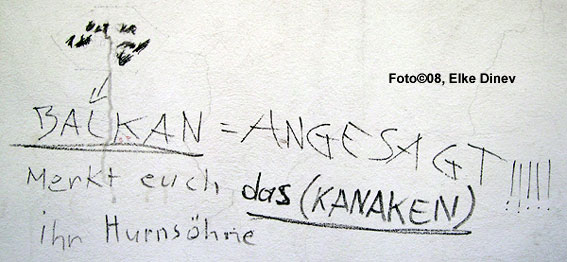 Foto©08, Elke Dinev
BALKAN = ANGESAGT!!!!!
Merkt euch das (KANAKEN)
ihr Hurnsöhne